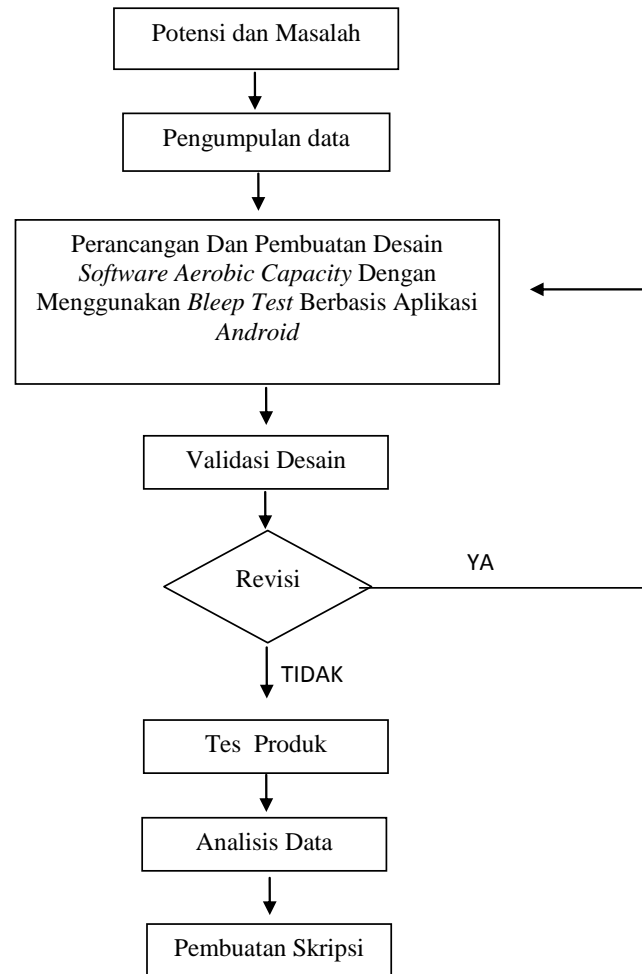 Potensi dan Masalah
Pengumpulan data
Perancangan Dan Pembuatan Desain
Software Aerobic Capacity Dengan
Menggunakan Bleep Test Berbasis Aplikasi
Android
Validasi Desain
Revisi
YA
TIDAK
Tes Produk
Analisis Data
Pembuatan Skripsi